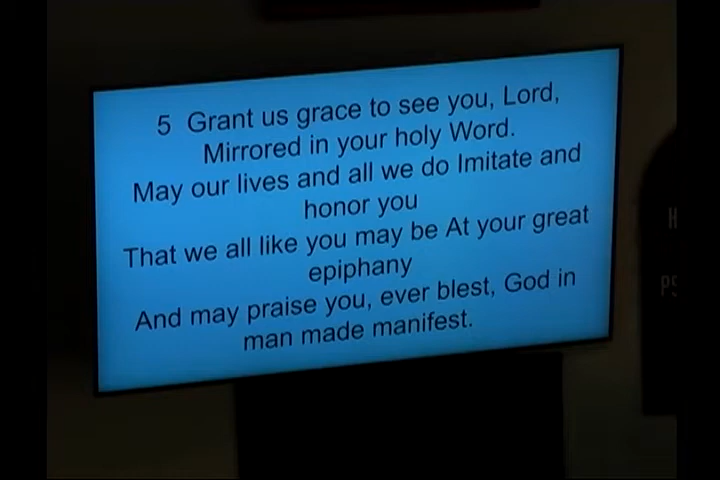 5 Grant us grace to see you, Lord,
Mirrored in your holy Word.
May our lives and all we do Imitate and
honor you
That we all like you may be At your great
epiphany
And may praise you, ever blest, God in
man made manifest.
H
PS